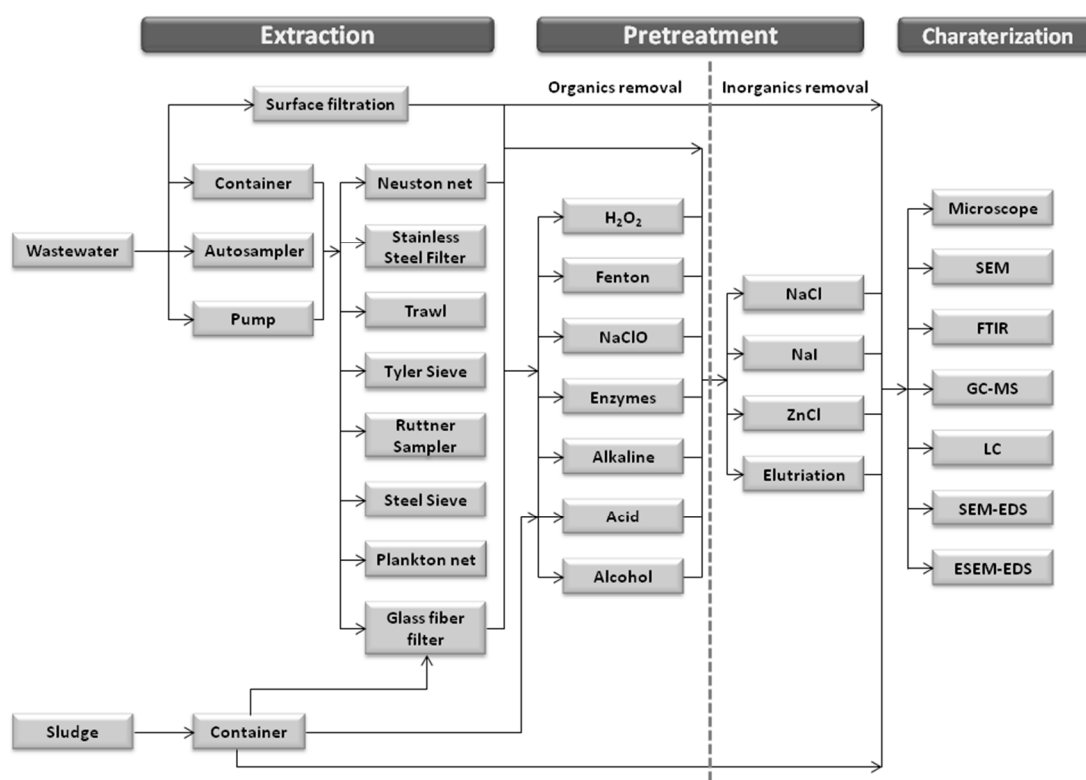 Extraction
Pretreatment
Charaterization
Organics removal
Inorganics removal
Surface filtration
Wastewater
Container
Autosampler
Pump
Neuston net
Stainless
Steel Filter
Trawl
Tyler Sieve
Ruttner
Sampler
Steel Sieve
Plankton net
Glass fiber
filter
H₂O₂
Fenton
NaClO
Enzymes
Alkaline
Acid
Alcohol
NaCl
NaI
ZnCl
Elutriation
Microscope
SEM
FTIR
GC-MS
LC
SEM-EDS
ESEM-EDS
Sludge
Container